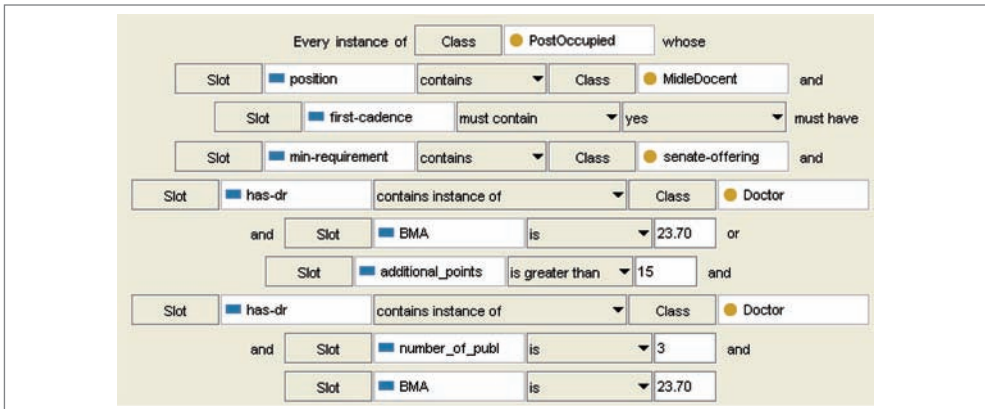 Every instance of Class PostOccupied whose
Slot position contains Class MidleDocent and
Slot first-cadence must contain yes must have
Slot min-requirement contains Class senate-offering and
Slot has-dr contains instance of Class Doctor
and Slot BMA is 23.70 or
Slot additional_points is greater than 15 and
Slot has-dr contains instance of Class Doctor
and Slot number_of_publ is 3 and
Slot BMA is 23.70